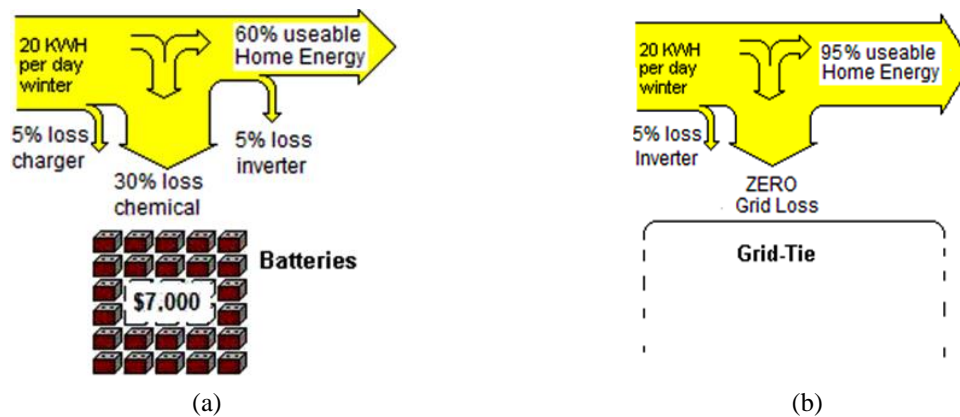 20 KWH
per day
winter
60% useable
Home Energy
5% loss
charger
5% loss
inverter
30% loss
chemical
Batteries
$7,000
(a)
20 KWH
per day
winter
95% useable
Home Energy
5% loss
Inverter
ZERO
Grid Loss
Grid-Tie
(b)